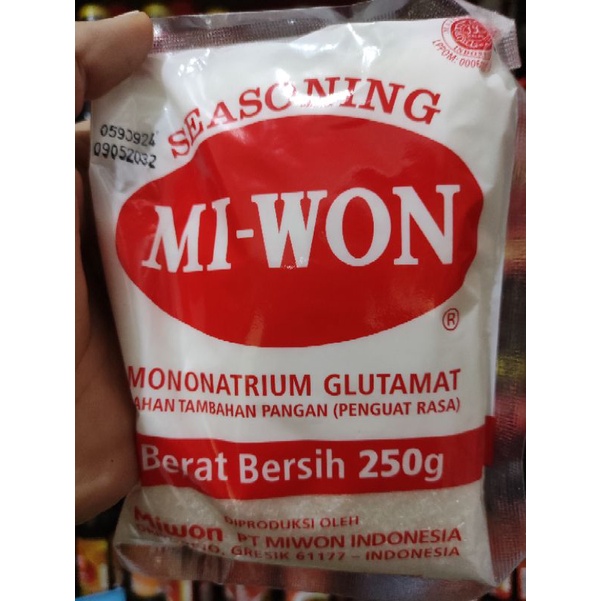 SEASONING
0590924
09052032
MI-WON
®
MONONATRIUM GLUTAMAT
AHAN TAMBAHAN PANGAN (PENGUAT RASA)
Berat Bersih 250g
DIPRODUKSI OLEH
Miwon PT MIWON INDONESIA
GRESIK 61177 – INDONESIA